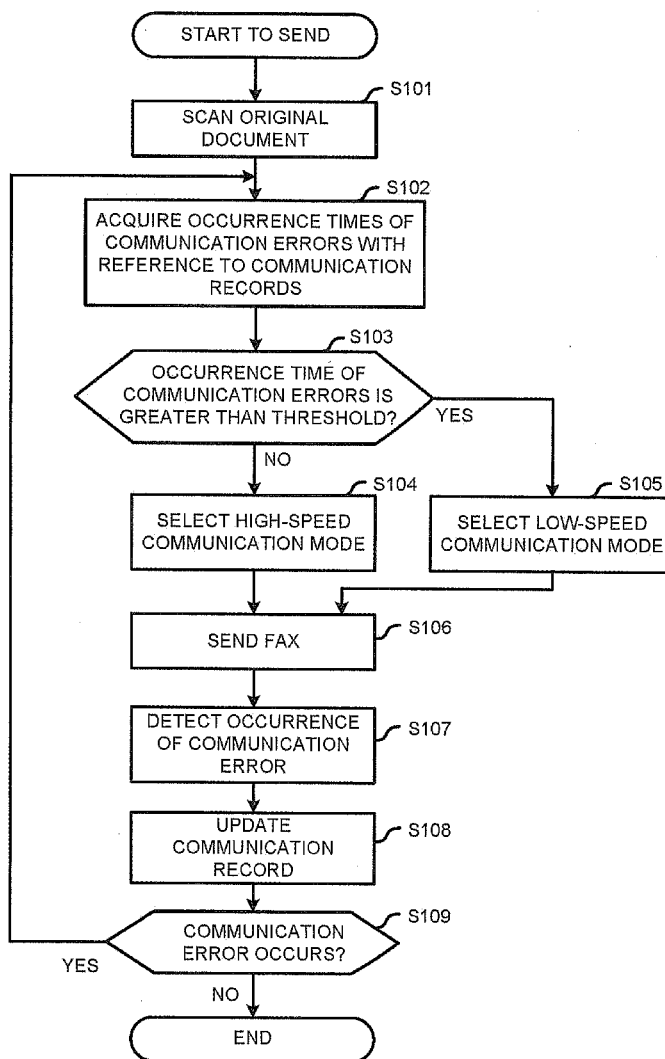 START TO SEND
S101
SCAN ORIGINAL
DOCUMENT
S102
ACQUIRE OCCURRENCE TIMES
OF COMMUNICATION ERRORS WITH
REFERENCE TO COMMUNICATION
RECORDS
S103
OCCURRENCE TIME OF
COMMUNICATION ERRORS IS
GREATER THAN THRESHOLD?
YES
NO
S104
SELECT HIGH-SPEED
COMMUNICATION MODE
S105
SELECT LOW-SPEED
COMMUNICATION MODE
SEND FAX
S106
DETECT OCCURRENCE
OF COMMUNICATION
ERROR
S107
UPDATE
COMMUNICATION
RECORD
S108
S109
COMMUNICATION
ERROR OCCURS?
YES
NO
END